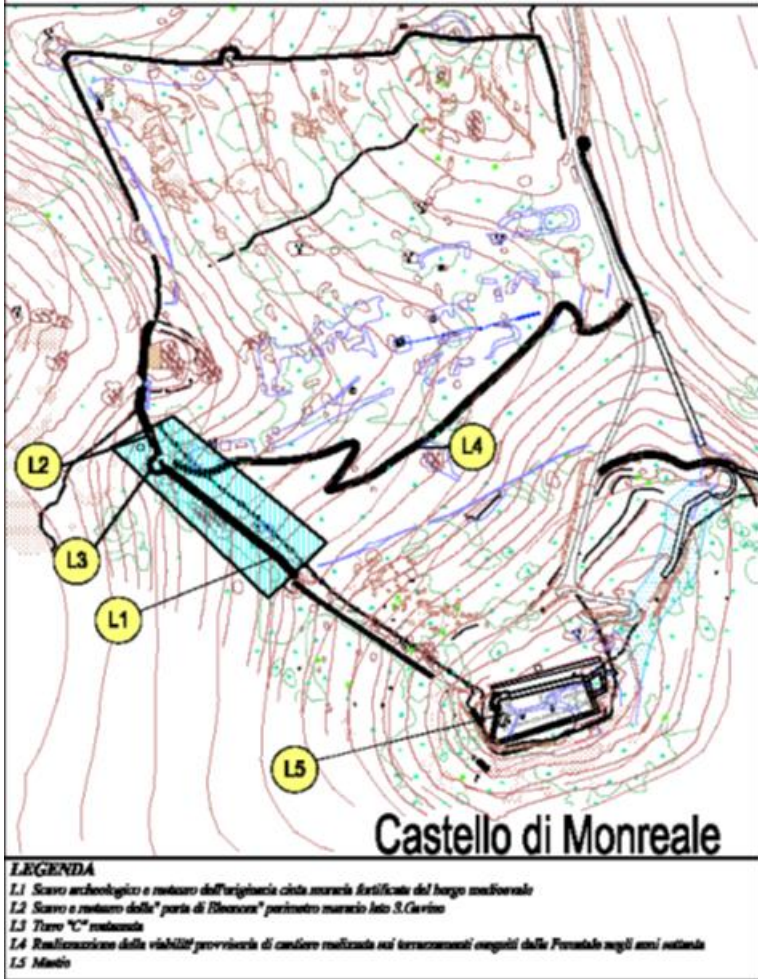 L2
L4
L3
L1
L5
Castello di Monreale
LEGENDA
L1 Scavo archeologico e restauro dell'originaria cinta muraria fortificata del borgo medioevale
L2 Scavo e restauro della" porta di Eleonora" perimetro murario lato S.Gavino
L3 Torre "C" restaurata
L4 Realizzazione della viabilita' provvisoria di cantiere realizzata sui terrazzamenti eseguiti dalla Forestale negli anni settanta
L5 Mastio